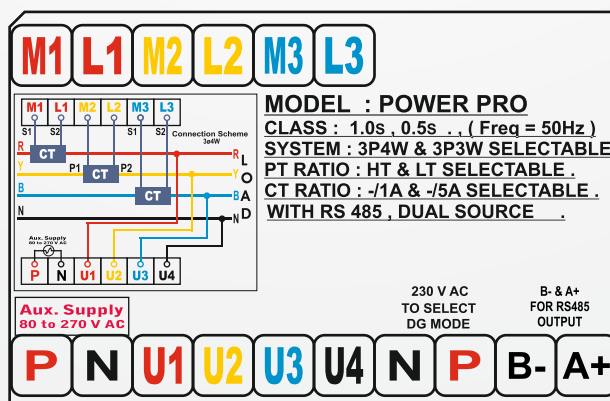 M1 L1 M2 L2 M3 L3
M1 L1 M2 L2 M3 L3
S1 S2 S1 S2
Connection Scheme
3ø4W
R CT R L
Y P1 CT P2 Y O
B CT B A
N N D
Aux. Supply
80 to 270 V AC
P N U1 U2 U3 U4
MODEL : POWER PRO
CLASS : 1.0s , 0.5s . , ( Freq = 50Hz )
SYSTEM : 3P4W & 3P3W SELECTABLE
PT RATIO : HT & LT SELECTABLE .
CT RATIO : -/1A & -/5A SELECTABLE .
WITH RS 485 , DUAL SOURCE .
Aux. Supply
80 to 270 V AC
230 V AC
TO SELECT
DG MODE
B- & A+
FOR RS485
OUTPUT
P N U1 U2 U3 U4 N P B- A+